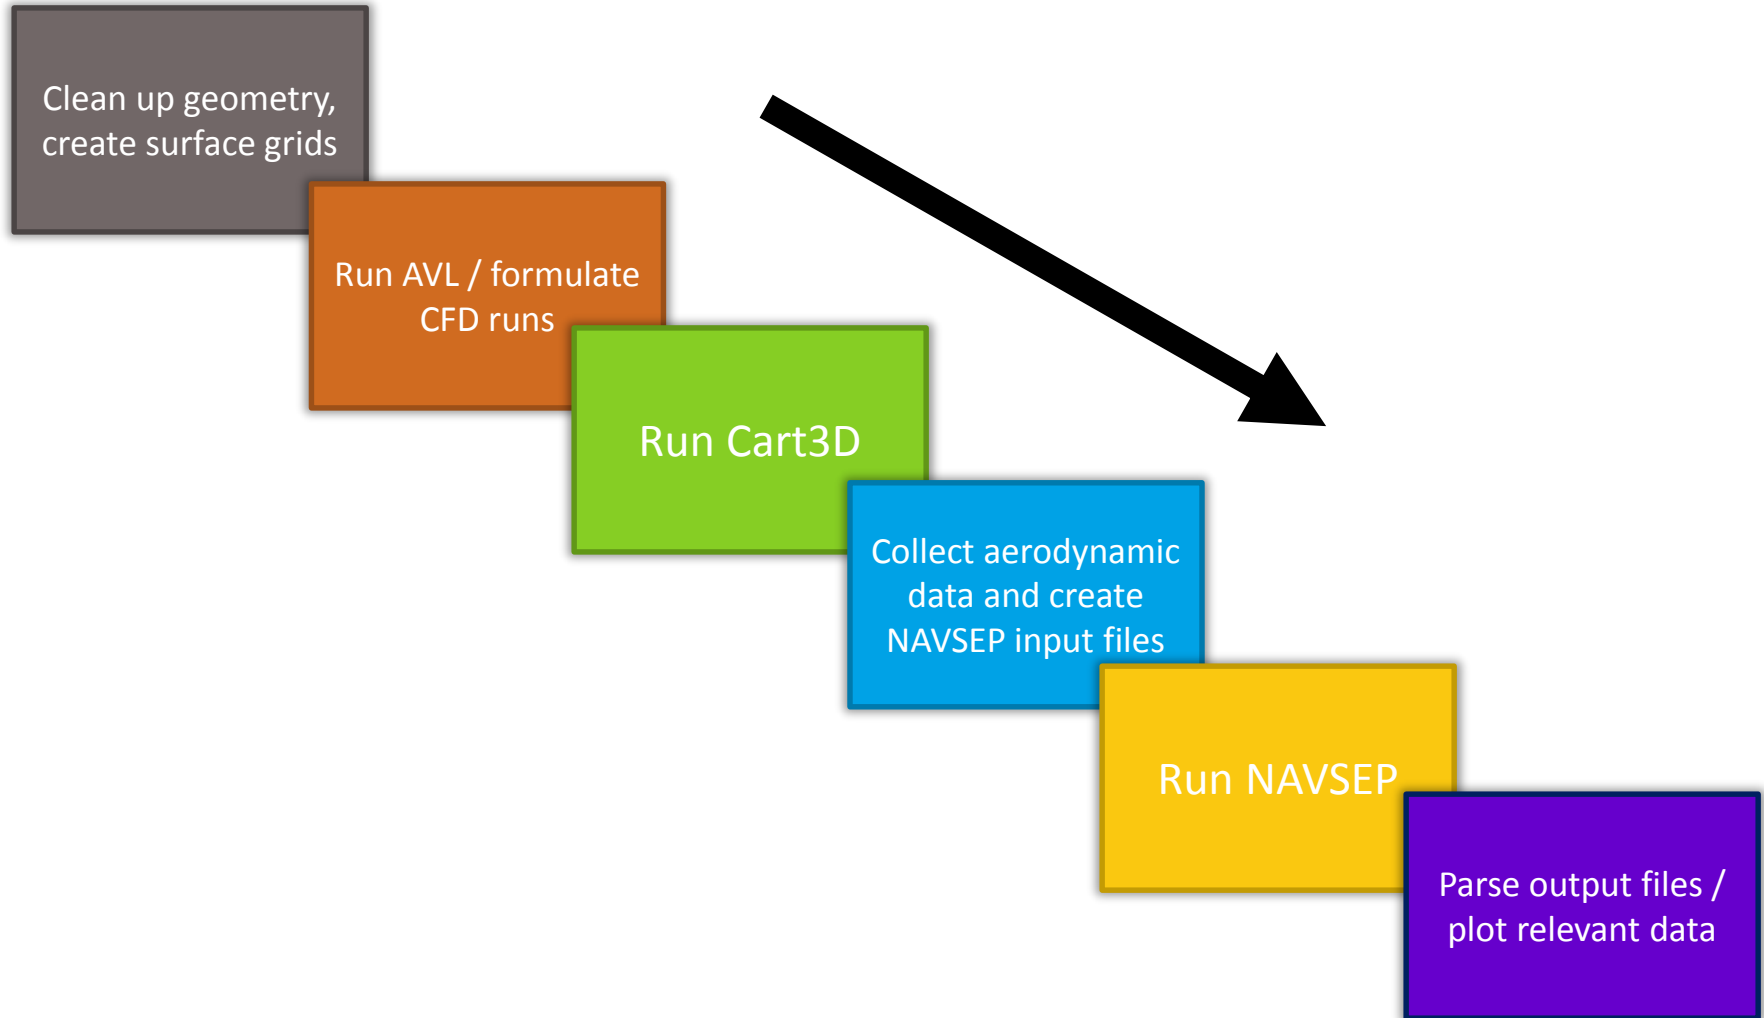 Clean up geometry,
create surface grids
Run AVL / formulate
CFD runs
Run Cart3D
Collect aerodynamic
data and create
NAVSEP input files
Run NAVSEP
Parse output files /
plot relevant data